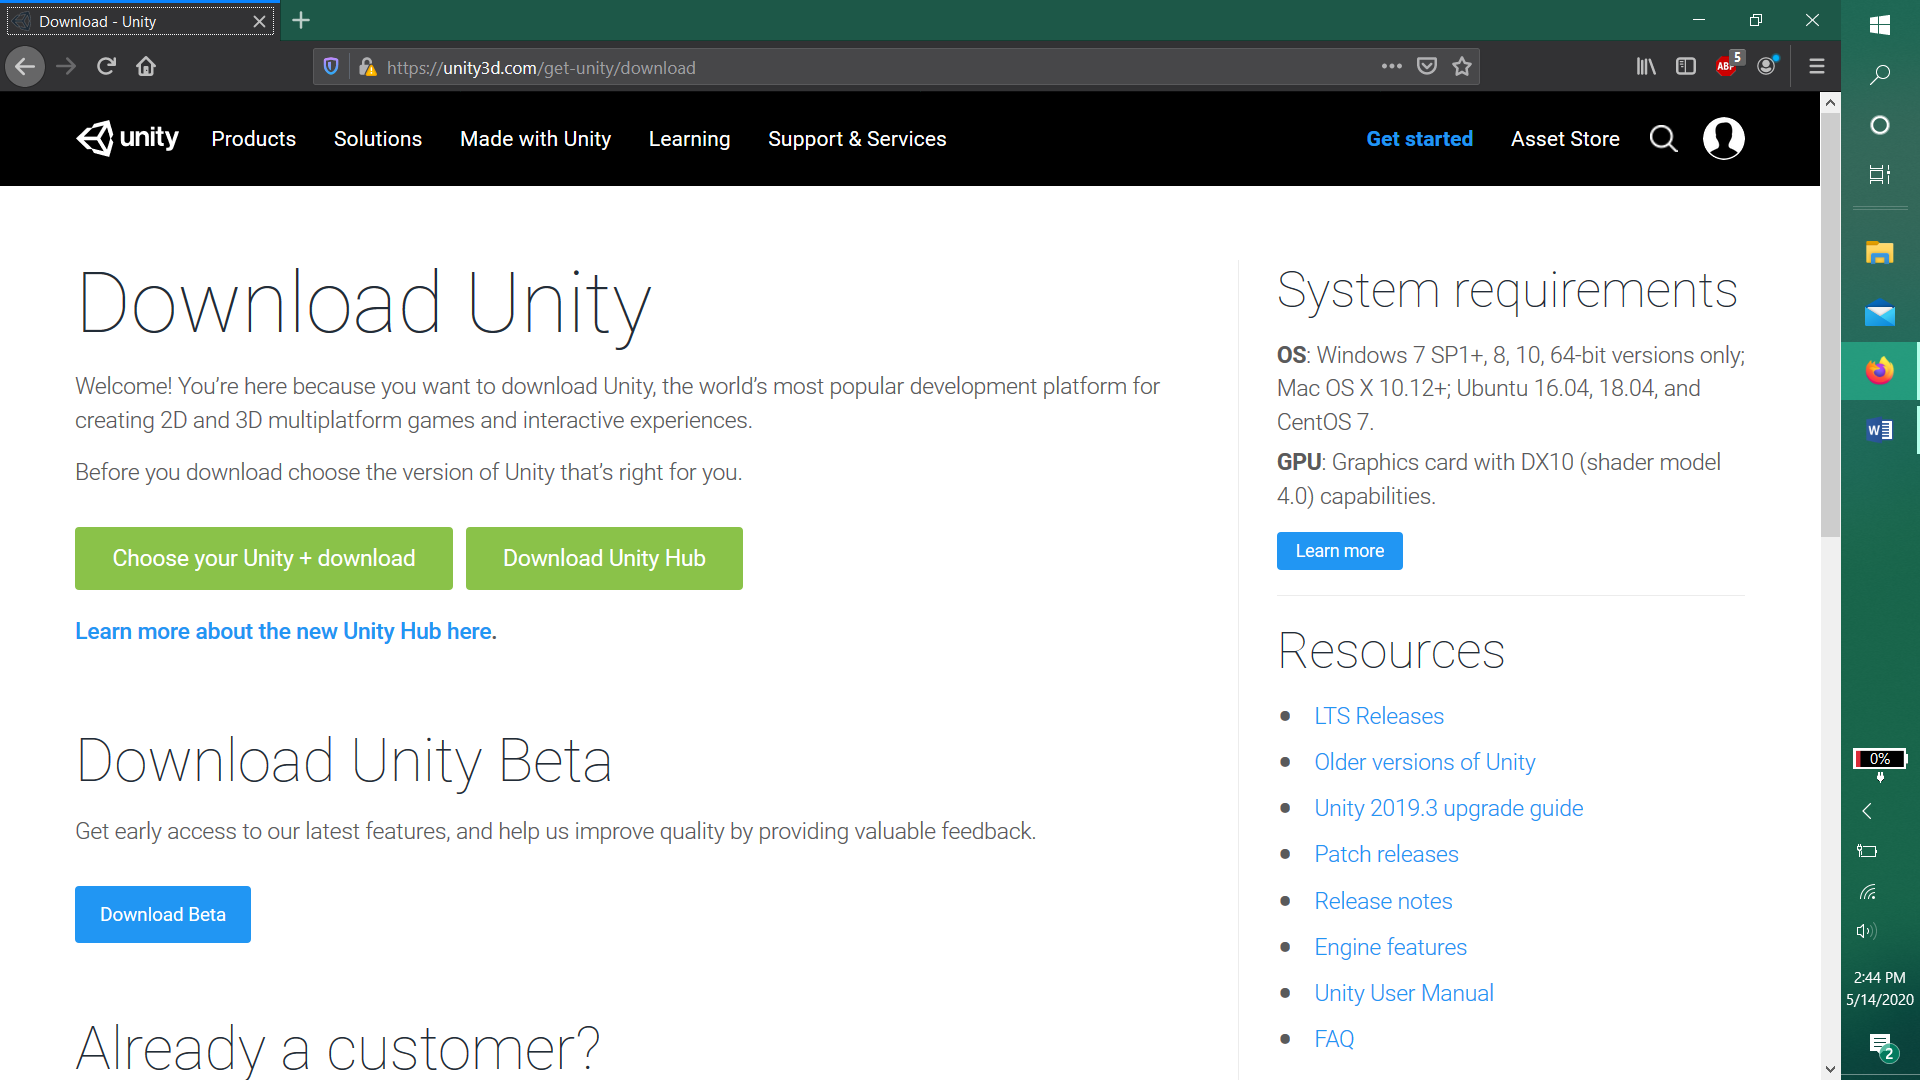 Download - Unity
https://unity3d.com/get-unity/download
ABP
5
unity
Products
Solutions
Made with Unity
Learning
Support & Services
Get started
Asset Store
Download Unity
Welcome! You’re here because you want to download Unity, the world’s most popular development platform for
creating 2D and 3D multiplatform games and interactive experiences.
Before you download choose the version of Unity that’s right for you.
Choose your Unity + download
Download Unity Hub
Learn more about the new Unity Hub here.
Download Unity Beta
Get early access to our latest features, and help us improve quality by providing valuable feedback.
Download Beta
Already a customer?
System requirements
OS: Windows 7 SP1+, 8, 10, 64-bit versions only;
Mac OS X 10.12+; Ubuntu 16.04, 18.04, and
CentOS 7.
GPU: Graphics card with DX10 (shader model
4.0) capabilities.
Learn more
Resources
LTS Releases
Older versions of Unity
Unity 2019.3 upgrade guide
Patch releases
Release notes
Engine features
Unity User Manual
FAQ
W
0%
2:44 PM
5/14/2020
2